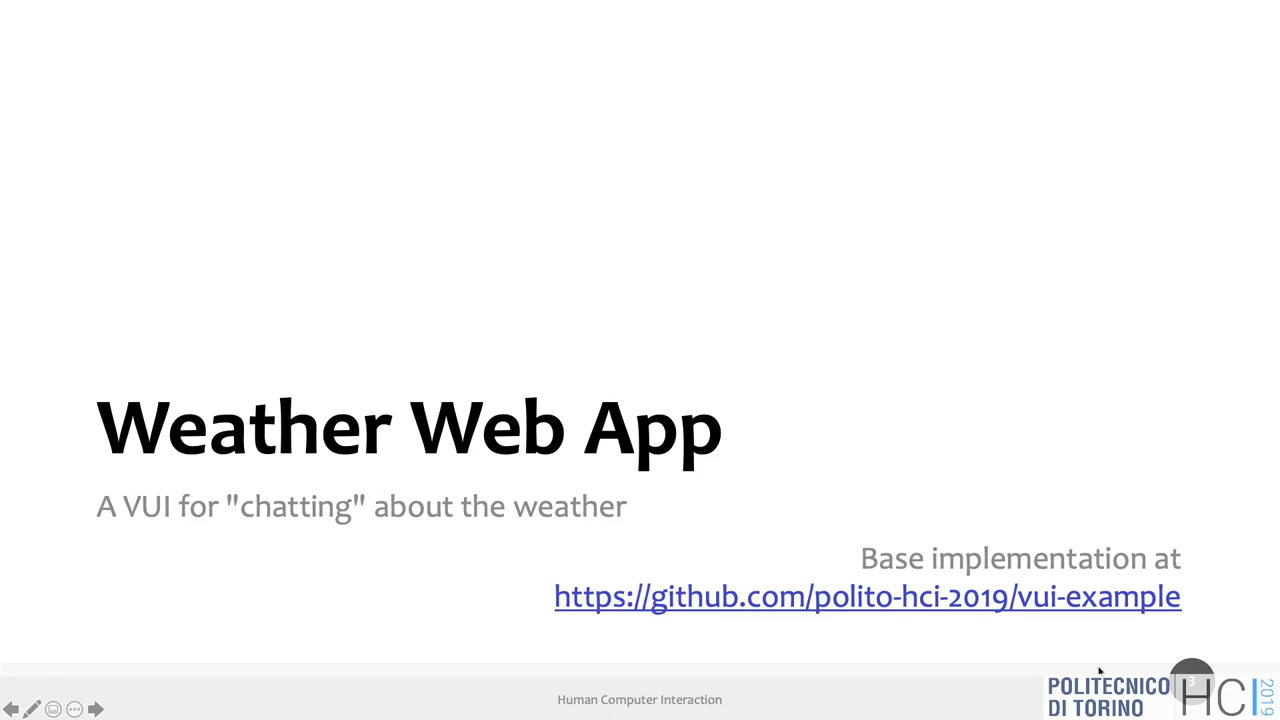 Weather Web App
A VUI for "chatting" about the weather
Base implementation at
https://github.com/polito-hci-2019/vui-example
Human Computer Interaction
3
POLITECNICO
DI TORINO
HCI
2019